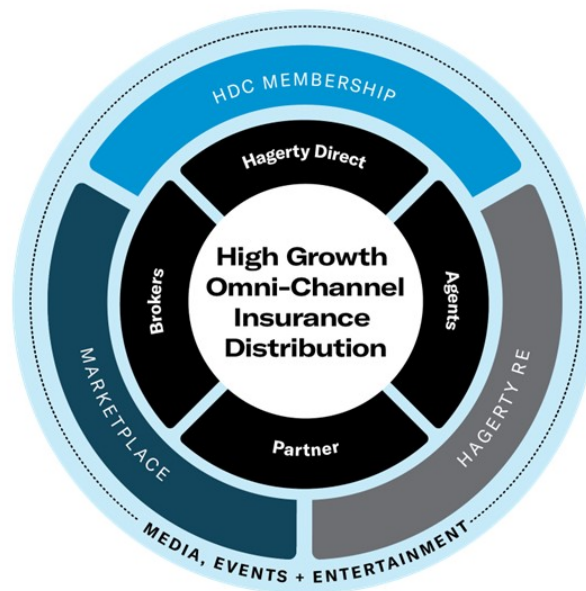 HDC MEMBERSHIP
Hagerty Direct
Brokers
High Growth
Omni-Channel
Insurance
Distribution
Agents
Partner
MARKETPLACE
HAGERTY RE
MEDIA, EVENTS + ENTERTAINMENT